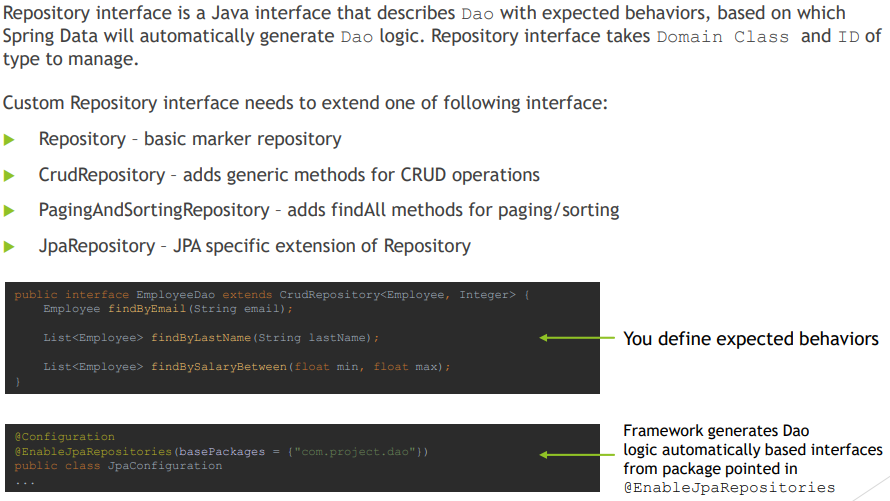 Repository interface is a Java interface that describes Dao with expected behaviors, based on which
Spring Data will automatically generate Dao logic. Repository interface takes Domain Class and ID of
type to manage.
Custom Repository interface needs to extend one of following interface:
Repository – basic marker repository
CrudRepository – adds generic methods for CRUD operations
PagingAndSortingRepository – adds findAll methods for paging/sorting
JpaRepository – JPA specific extension of Repository
public interface EmployeeDao extends CrudRepository<Employee, Integer> {
    Employee findByEmail(String email);
    List<Employee> findByLastName(String lastName);
    List<Employee> findBySalaryBetween(float min, float max);
}
You define expected behaviors
@Configuration
@EnableJpaRepositories(basePackages = {"com.project.dao"})
public class JpaConfiguration
...
Framework generates Dao
logic automatically based interfaces
from package pointed in
@EnableJpaRepositories